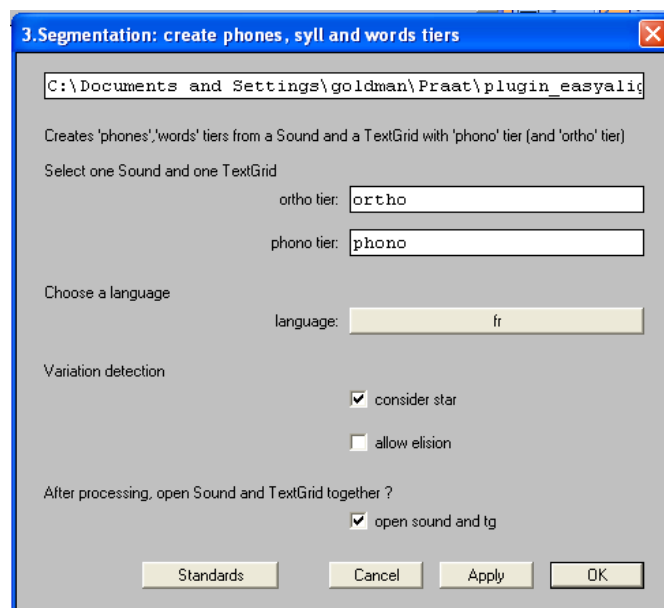 3.Segmentation: create phones, syll and words tiers
C:\Documents and Settings\goldman\Praat\plugin_easyalig
Creates 'phones','words' tiers from a Sound and a TextGrid with 'phono' tier (and 'ortho' tier)
Select one Sound and one TextGrid
ortho tier: ortho
phono tier: phono
Choose a language
language: fr
Variation detection
consider star
allow elision
After processing, open Sound and TextGrid together ?
open sound and tg
Standards Cancel Apply OK